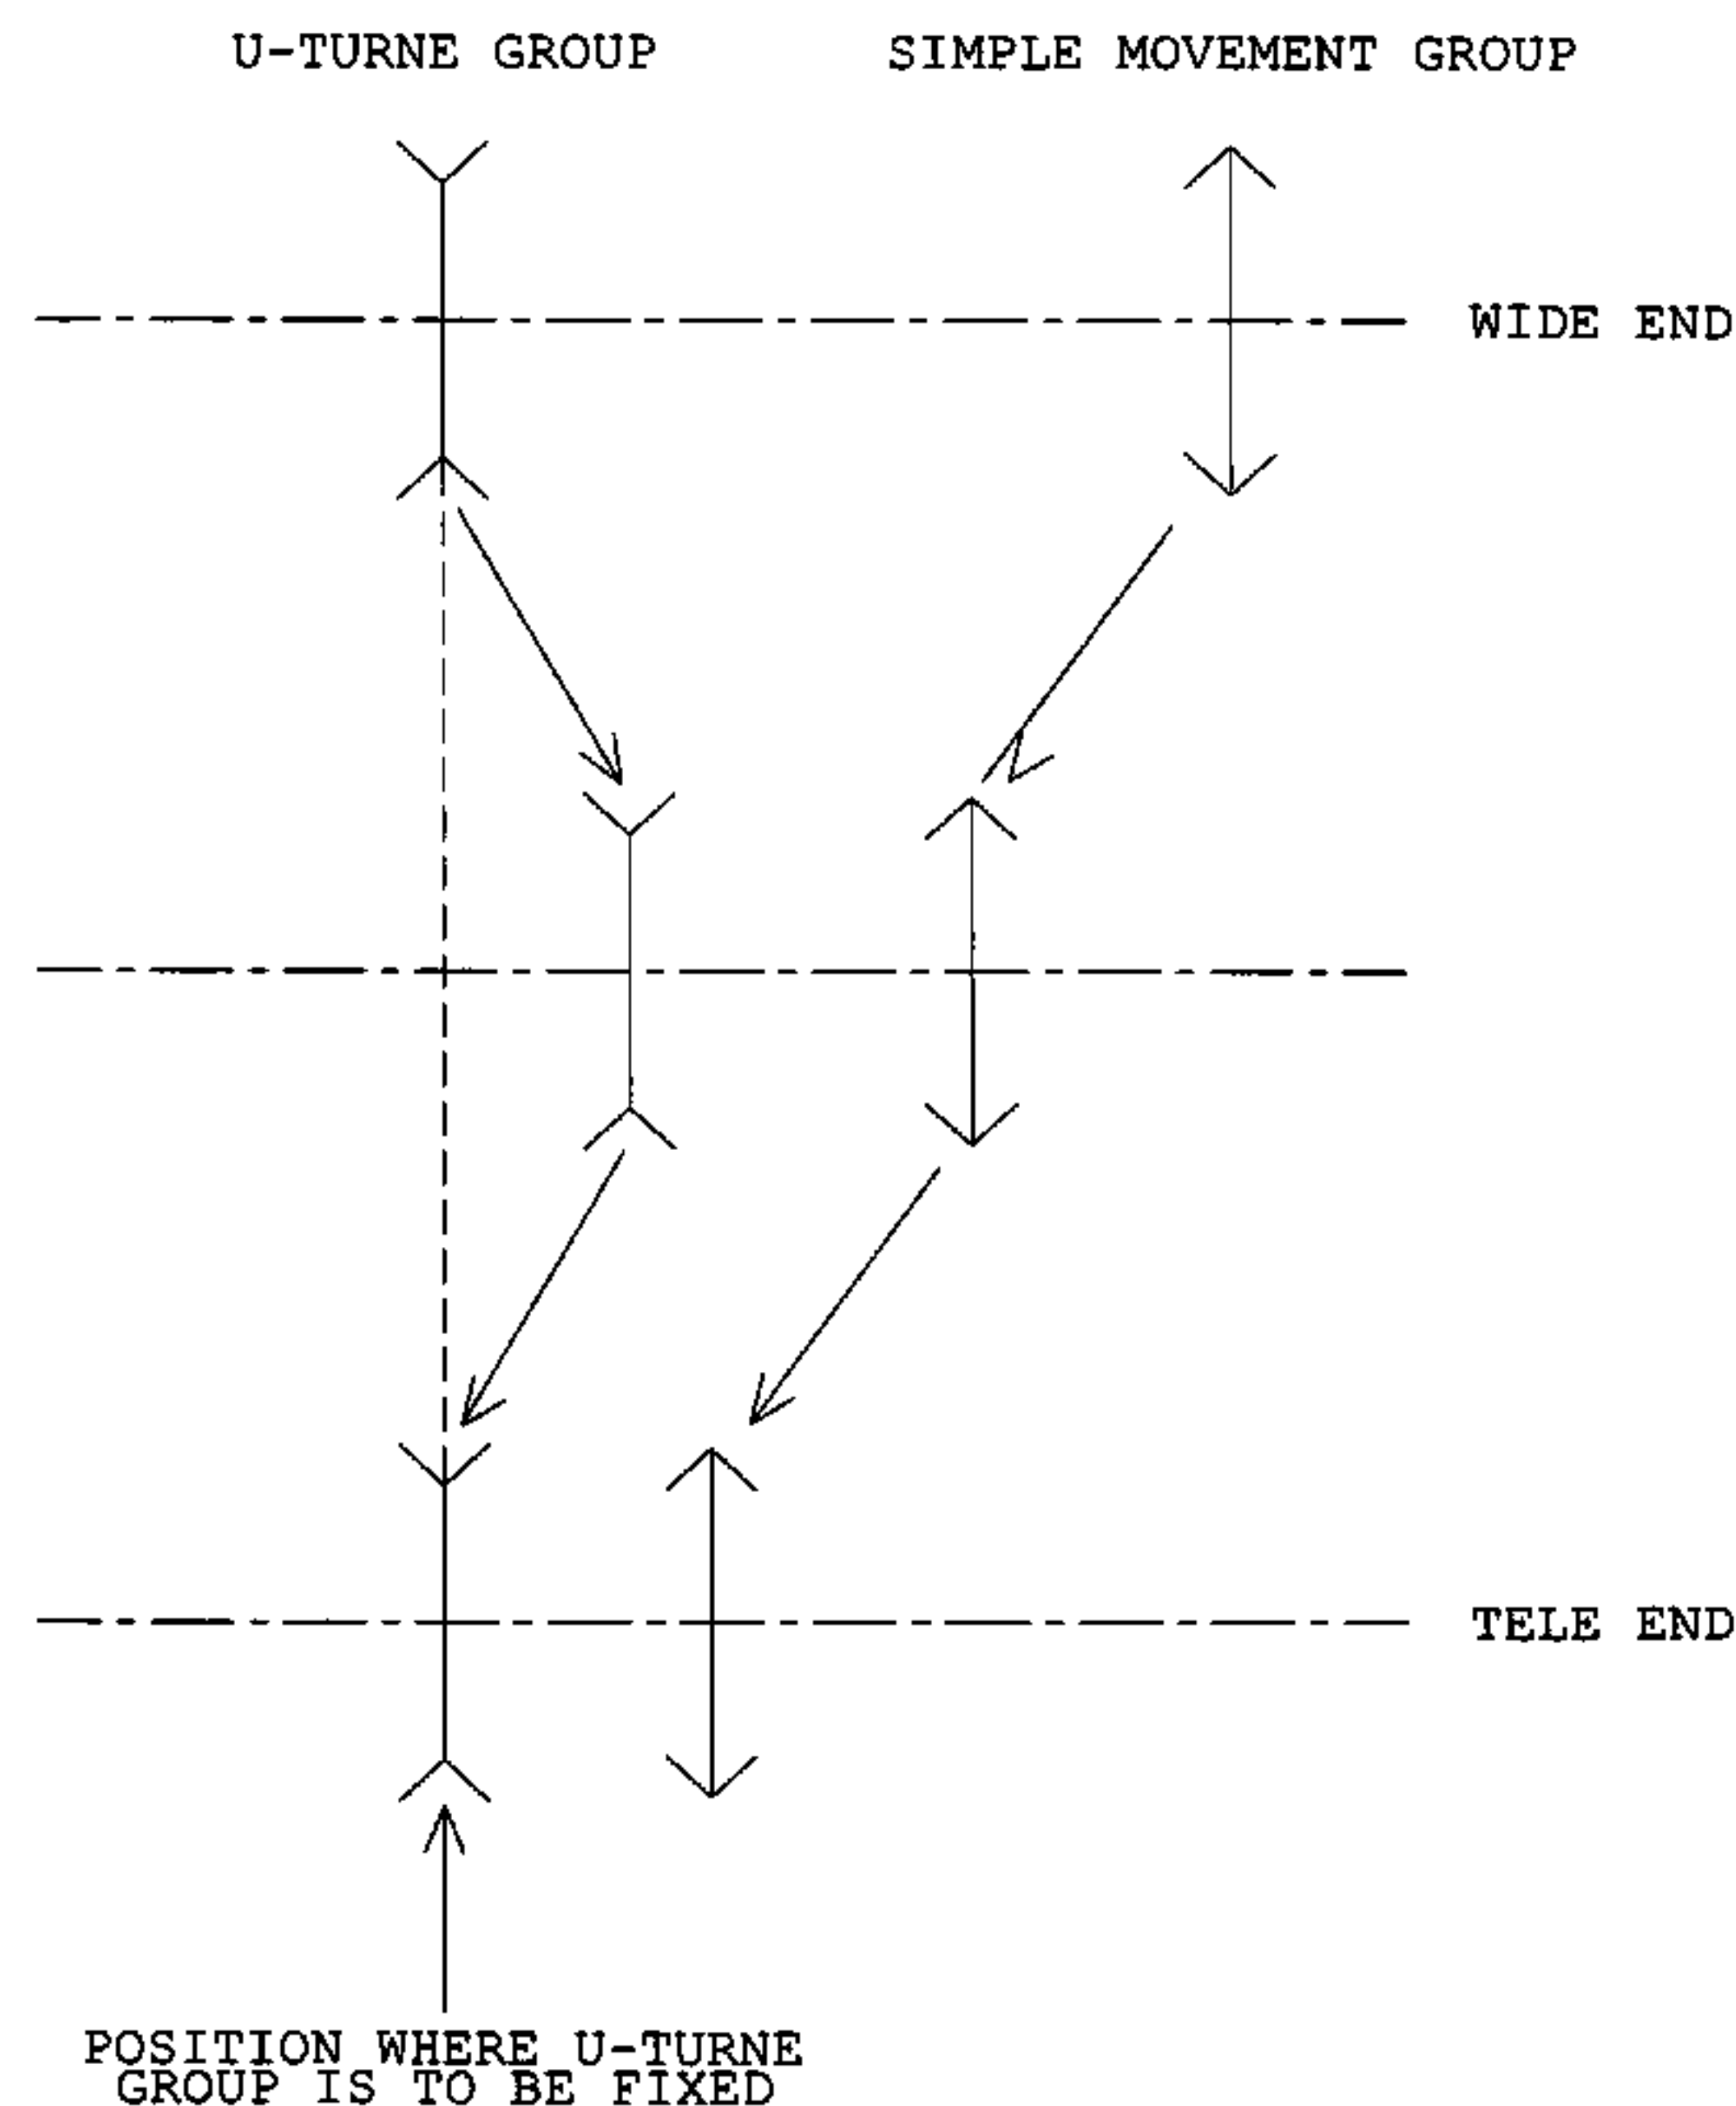 U-TURNE GROUP
SIMPLE MOVEMENT GROUP
WIDE END
TELE END
POSITION WHERE U-TURNE
GROUP IS TO BE FIXED